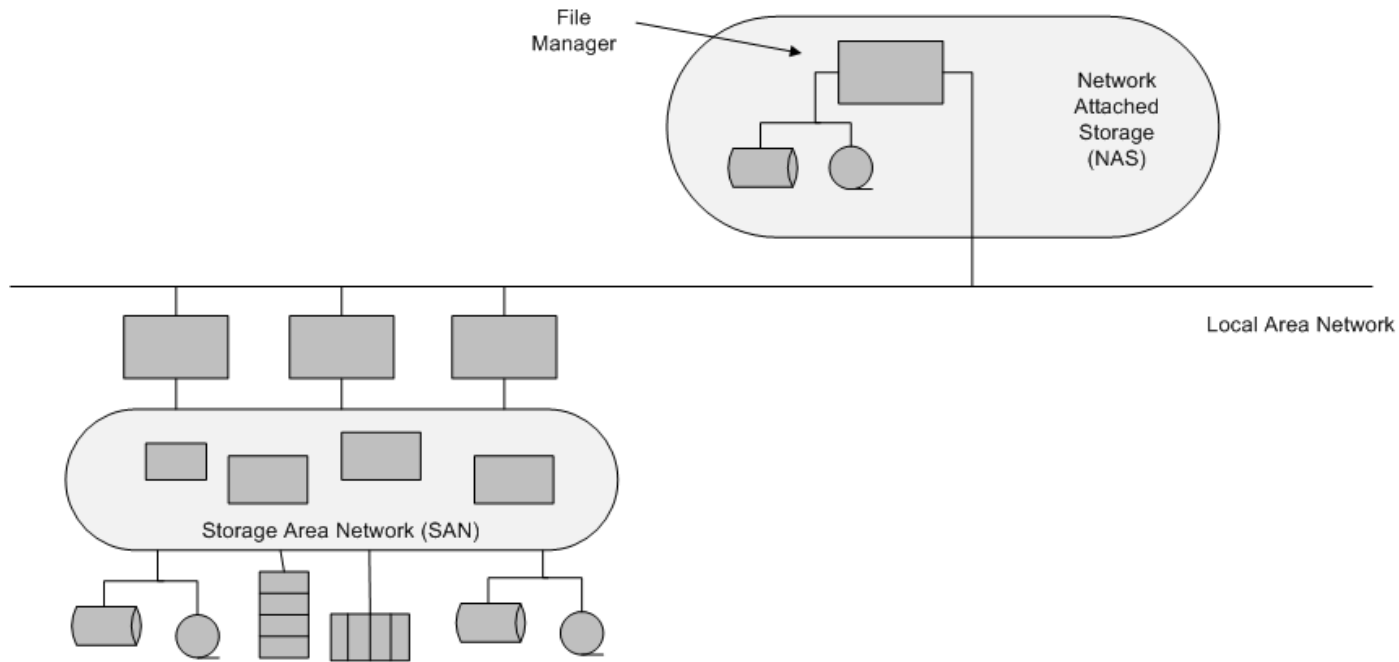 File
Manager
Network
Attached
Storage
(NAS)
Local Area Network
Storage Area Network (SAN)